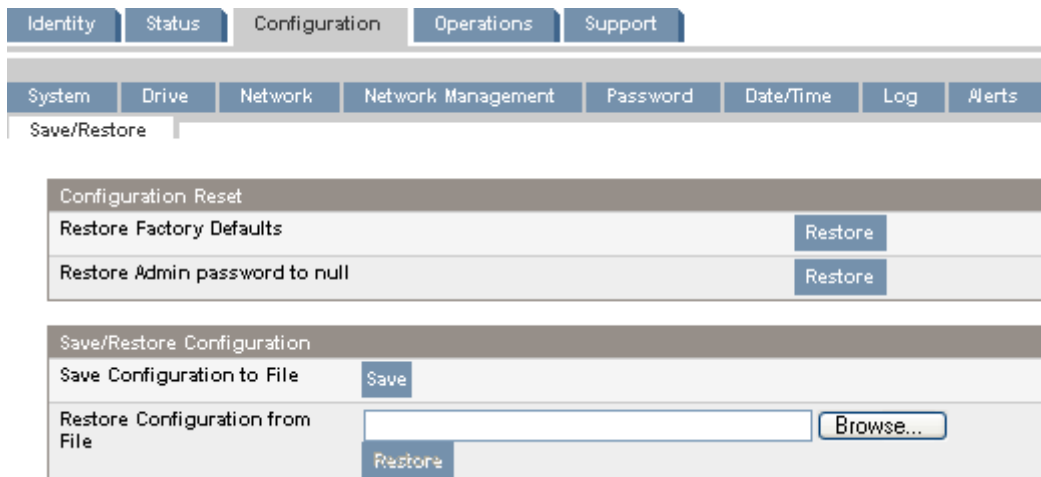 Identity Status Configuration Operations Support
System Drive Network Network Management Password Date/Time Log Alerts
Save/Restore
Configuration Reset
Restore Factory Defaults Restore
Restore Admin password to null Restore
Save/Restore Configuration
Save Configuration to File Save
Restore Configuration from
File
Browse...
Restore